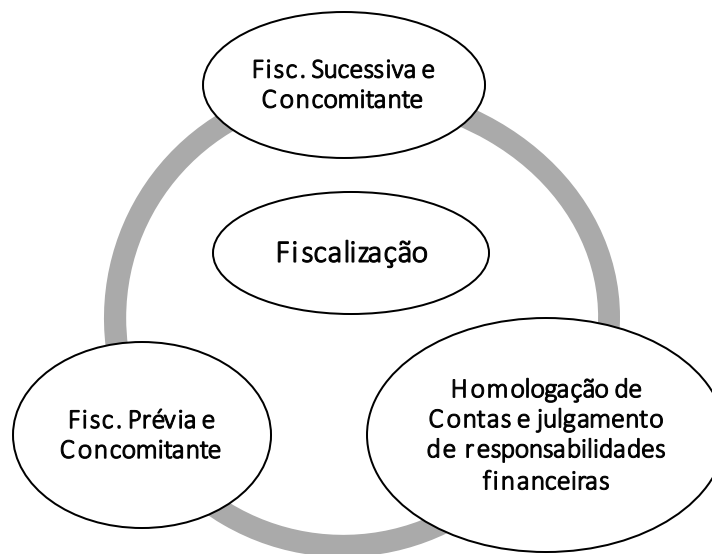 Fisc. Sucessiva e
Concomitante
Fiscalização
Fisc. Prévia e
Concomitante
Homologação de
Contas e julgamento
de responsabilidades
financeiras